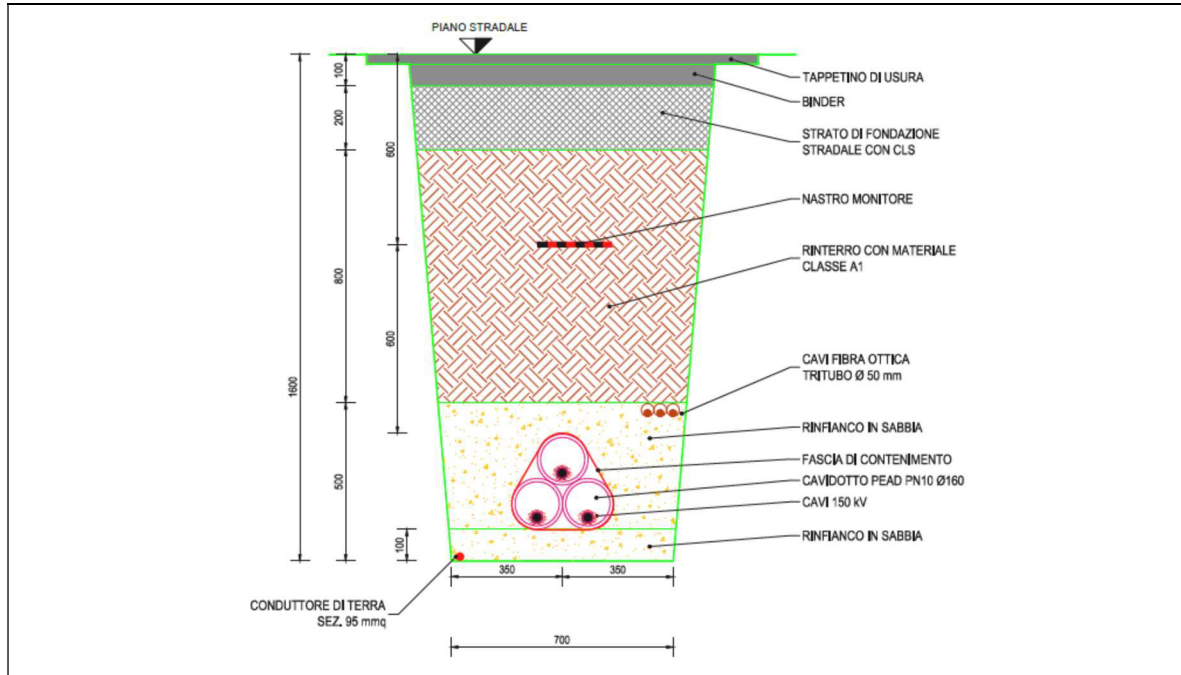 PIANO STRADALE
100
200
600
800
600
1600
500
100
TAPPETINO DI USURA
BINDER
STRATO DI FONDAZIONE
STRADALE CON CLS
NASTRO MONITORE
RINTERRO CON MATERIALE
CLASSE A1
CAVI FIBRA OTTICA
TRITUBO Ø 50 mm
RINFIANCO IN SABBIA
FASCIA DI CONTENIMENTO
CAVIDOTTO PEAD PN10 Ø160
CAVI 150 kV
RINFIANCO IN SABBIA
350
350
CONDUTTORE DI TERRA
SEZ. 95 mmq
700